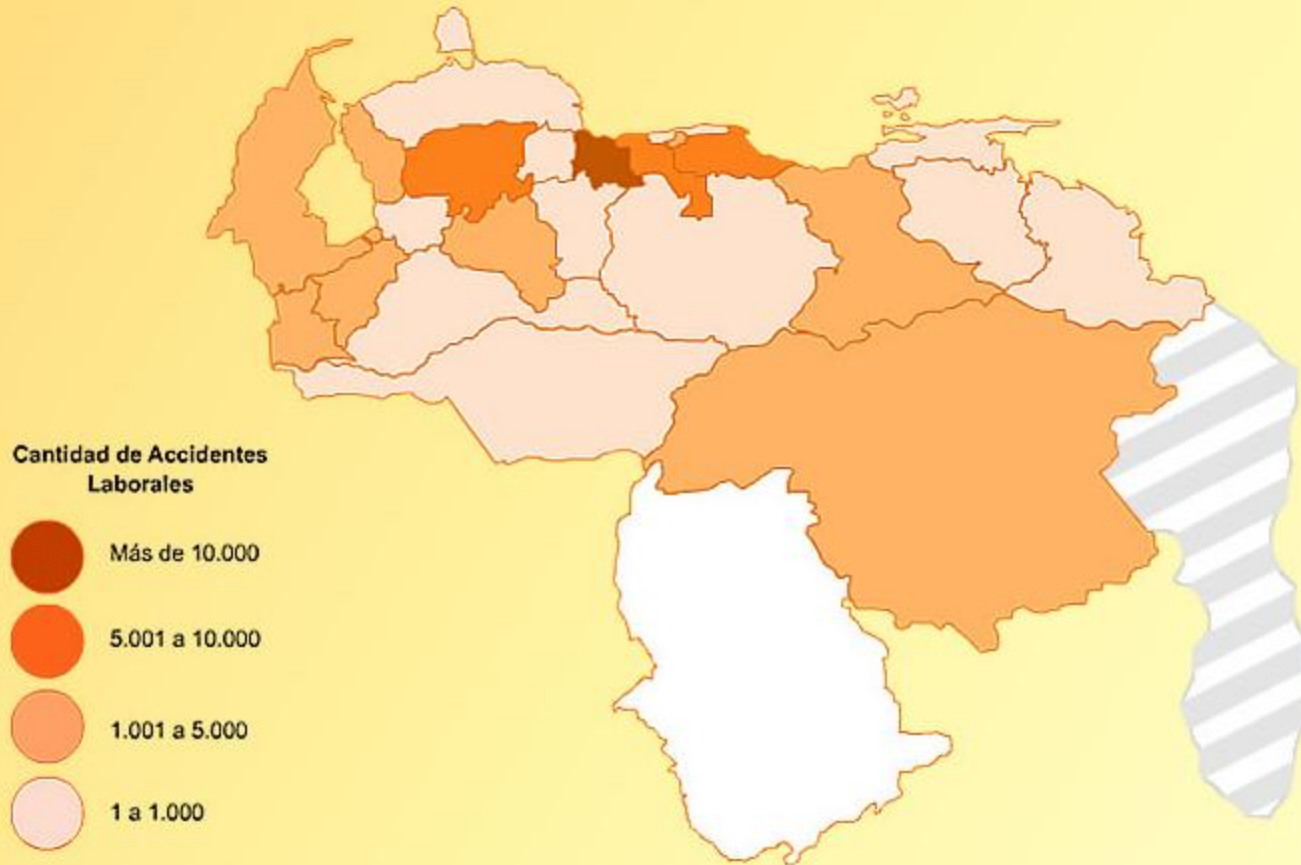 Cantidad de Accidentes
Laborales
Más de 10.000
5.001 a 10.000
1.001 a 5.000
1 a 1.000